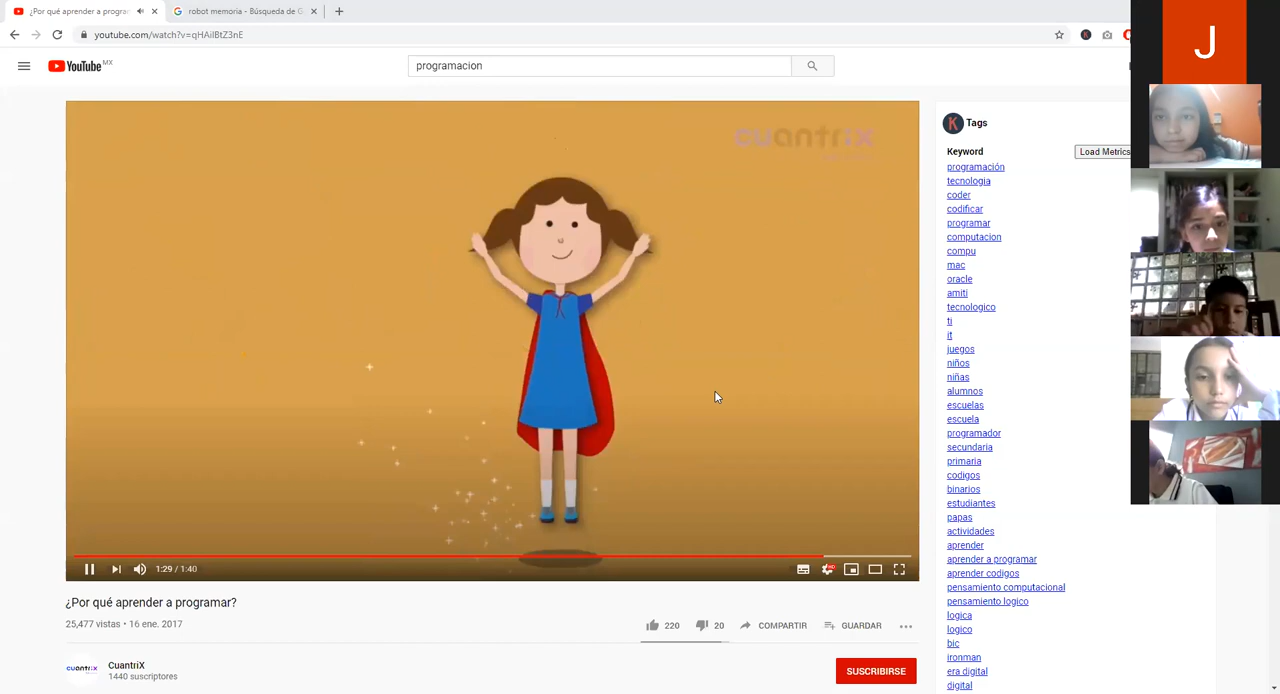 ¿Por qué aprender a progra
robot memoria - Búsqueda de G
youtube.com/watch?v=qHAilBtZ3nE
YouTube MX
programacion
cuantrix
K Tags
Keyword
Load Metrics
programación
tecnologia
coder
codificar
programar
computacion
compu
mac
oracle
amiti
tecnologico
ti
it
juegos
niños
niñas
alumnos
escuelas
escuela
programador
secundaria
primaria
codigos
binarios
estudiantes
papas
actividades
aprender
aprender a programar
aprender codigos
pensamiento computacional
pensamiento logico
logica
logico
bic
ironman
era digital
digital
1:29 / 1:40
¿Por qué aprender a programar?
25,477 vistas • 16 ene. 2017
220
20
COMPARTIR
GUARDAR
cuantrix
CuantriX
1440 suscriptores
SUSCRIBIRSE
J